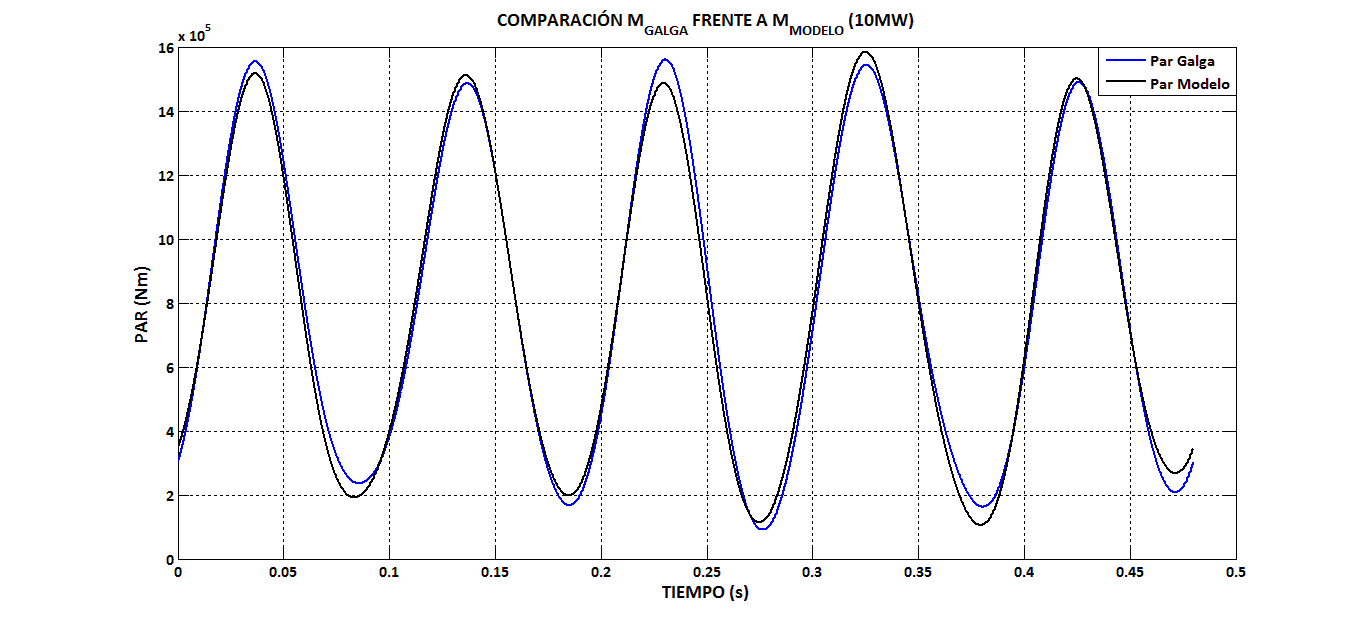 COMPARACIÓN M_GALGA FRENTE A M_MODELO (10MW)
x 10^5
Par Galga
Par Modelo
PAR (Nm)
16
14
12
10
8
6
4
2
0
0 0.05 0.1 0.15 0.2 0.25 0.3 0.35 0.4 0.45 0.5
TIEMPO (s)